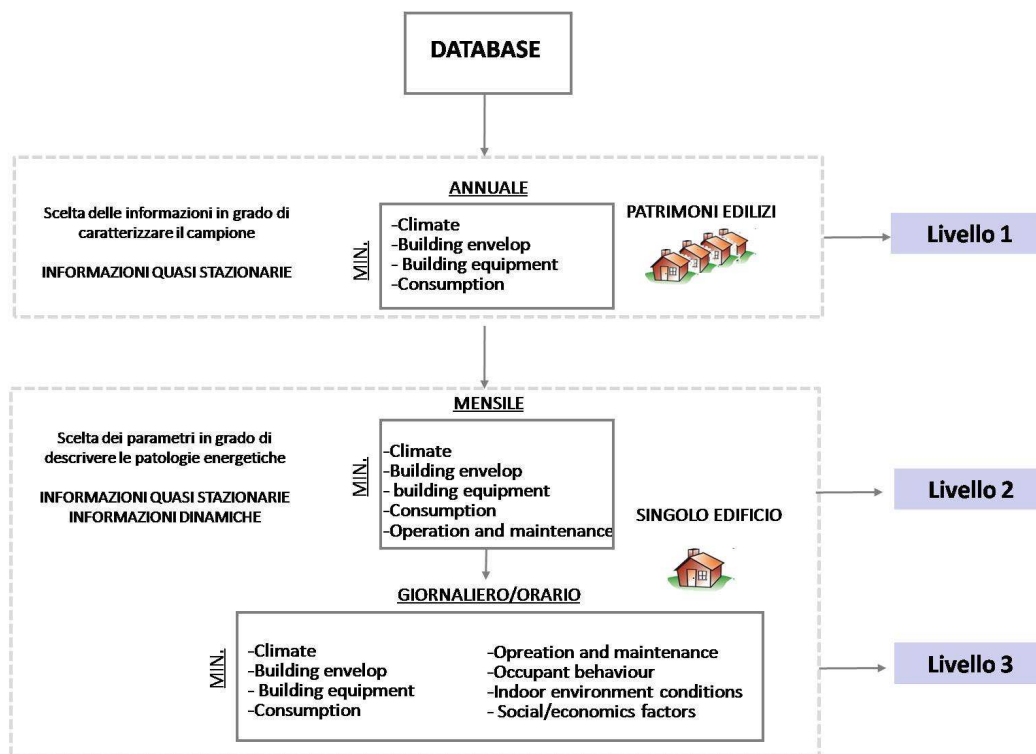 DATABASE
ANNUALE
Scelta delle informazioni in grado di
caratterizzare il campione
INFORMAZIONI QUASI STAZIONARIE
MIN.
-Climate
-Building envelop
- Building equipment
-Consumption
PATRIMONI EDILIZI
Livello 1
MENSILE
Scelta dei parametri in grado di
descrivere le patologie energetiche
INFORMAZIONI QUASI STAZIONARIE
INFORMAZIONI DINAMICHE
MIN.
-Climate
-Building envelop
- building equipment
-Consumption
-Operation and maintenance
SINGOLO EDIFICIO
Livello 2
GIORNALIERO/ORARIO
MIN.
-Climate
-Building envelop
- Building equipment
-Consumption
-Opreation and maintenance
-Occupant behaviour
-Indoor environment conditions
- Social/economics factors
Livello 3